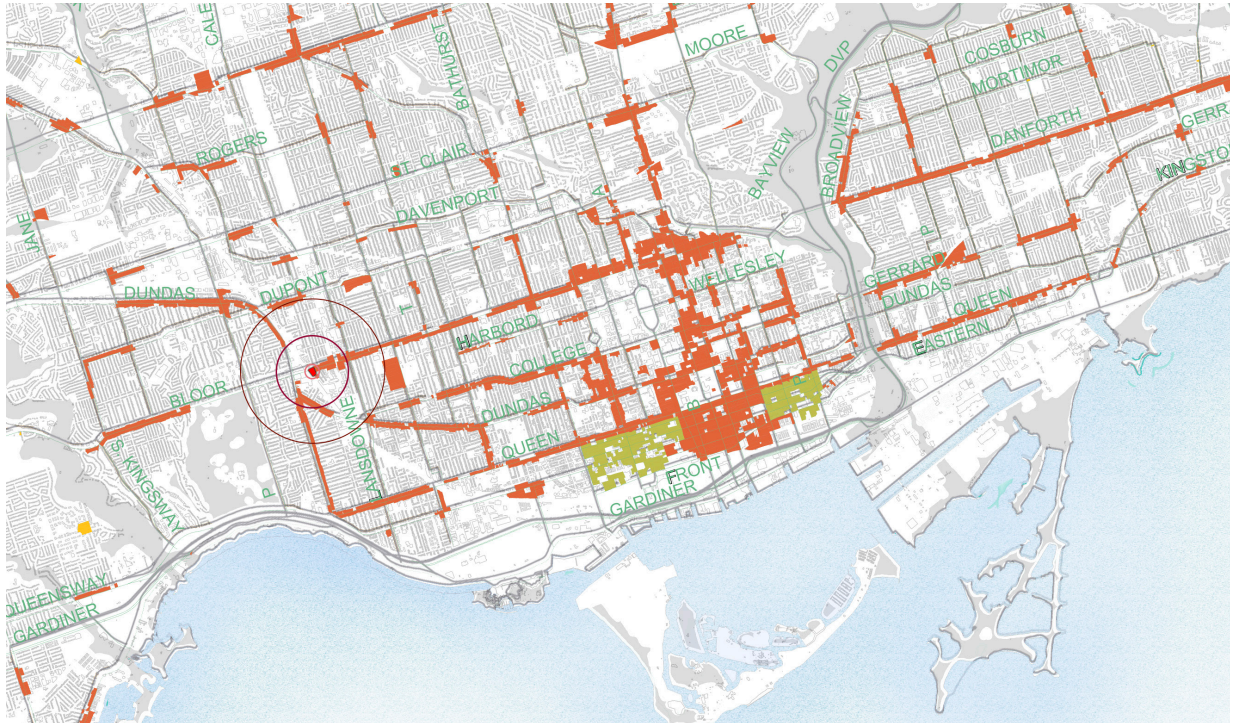 CALE
BATHURST
MOORE
DVP
COSBURN
MORTIMOR
DANFORTH
GERR
KINGSTO
ROGERS
ST. CLAIR
BAYVIEW
BROADVIEW
DAVENPORT
A
P
JANE
DUNDAS
DUPONT
T
WELLESLEY
GERRARD
DUNDAS
QUEEN
EASTERN
E
HARBORD
H
COLLEGE
BLOOR
DUNDAS
B
P
LANSDOWNE
QUEEN
S KINGSWAY
P
FRONT
F
GARDINER
QUEENSWAY
GARDINER